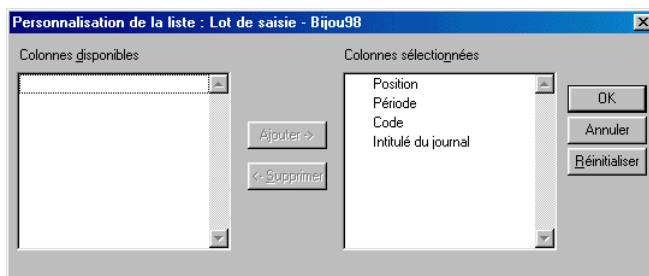 Personnalisation de la liste : Lot de saisie - Bijou98
Colonnes disponibles
Colonnes sélectionnées
Position
Période
Code
Intitulé du journal
Ajouter ->
<- Supprimer
OK
Annuler
Réinitialiser